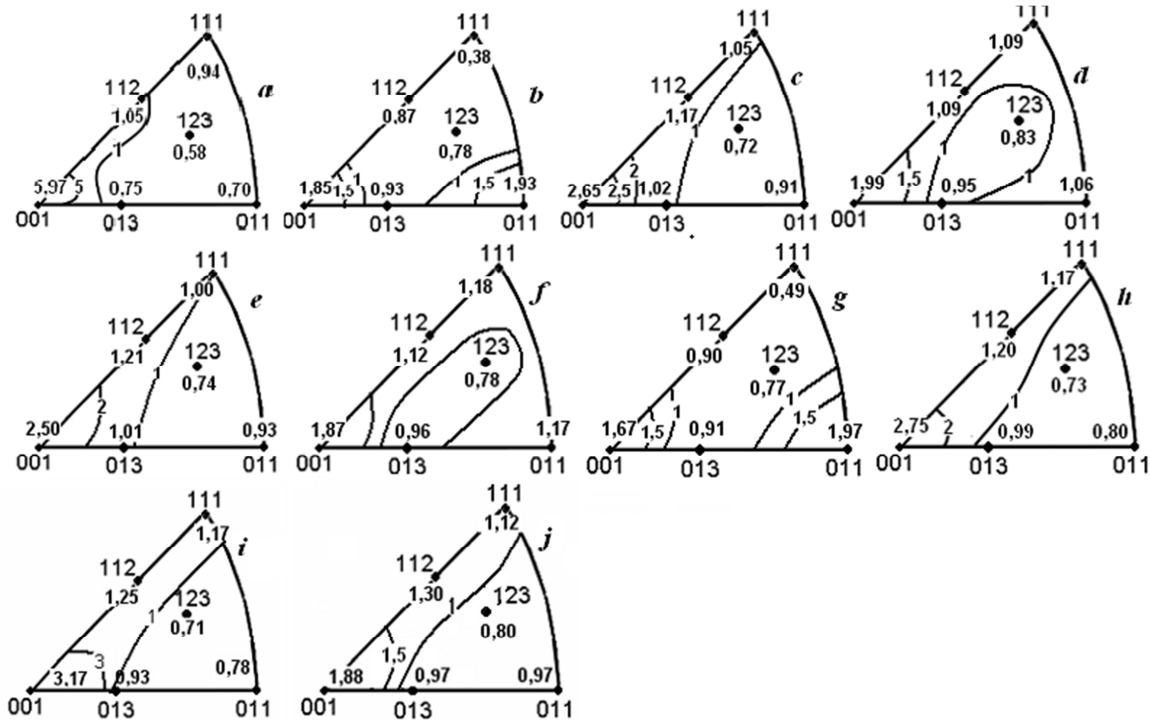 111
0,94
a
112
1,05
123
0,58
1
5,97 5 0,75 0,70
001 013 011
111
0,38
b
112
0,87
123
0,78
1,85 1,5 1 0,93 1 1,5 1,93
001 013 011
111
1,05
c
112
1,17
123
0,72
1
2
2,65 2,5 1,02 0,91
001 013 011
111
1,09
d
112
1,09
123
0,83
1
1,99 1,5 0,95 1 1,06
001 013 011
111
1,00
e
112
1,21
123
0,74
1
2
2,50 1,01 0,93
001 013 011
111
1,18
f
112
1,12
123
0,78
1,87 0,96 1,17
001 013 011
111
0,49
g
112
0,90
123
0,77
1
1
1,67 1,5 0,91 1,5 1,97
001 013 011
111
1,17
h
112
1,20
123
0,73
1
2,75 2 0,99 0,80
001 013 011
111
1,17
i
112
1,25
123
0,71
1
3
3,17 0,93 0,78
001 013 011
111
1,12
j
112
1,30
123
0,80
1
1,5
1,88 0,97 0,97
001 013 011